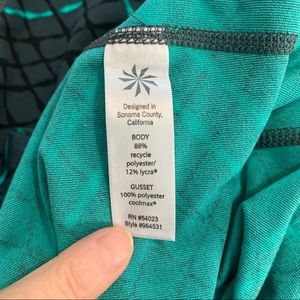 Designed in
Sonoma County,
California
BODY
88%
recycle
polyester/
12% lycra®
GUSSET
100% polyester
coolmax®
RN #54023
Style #964531